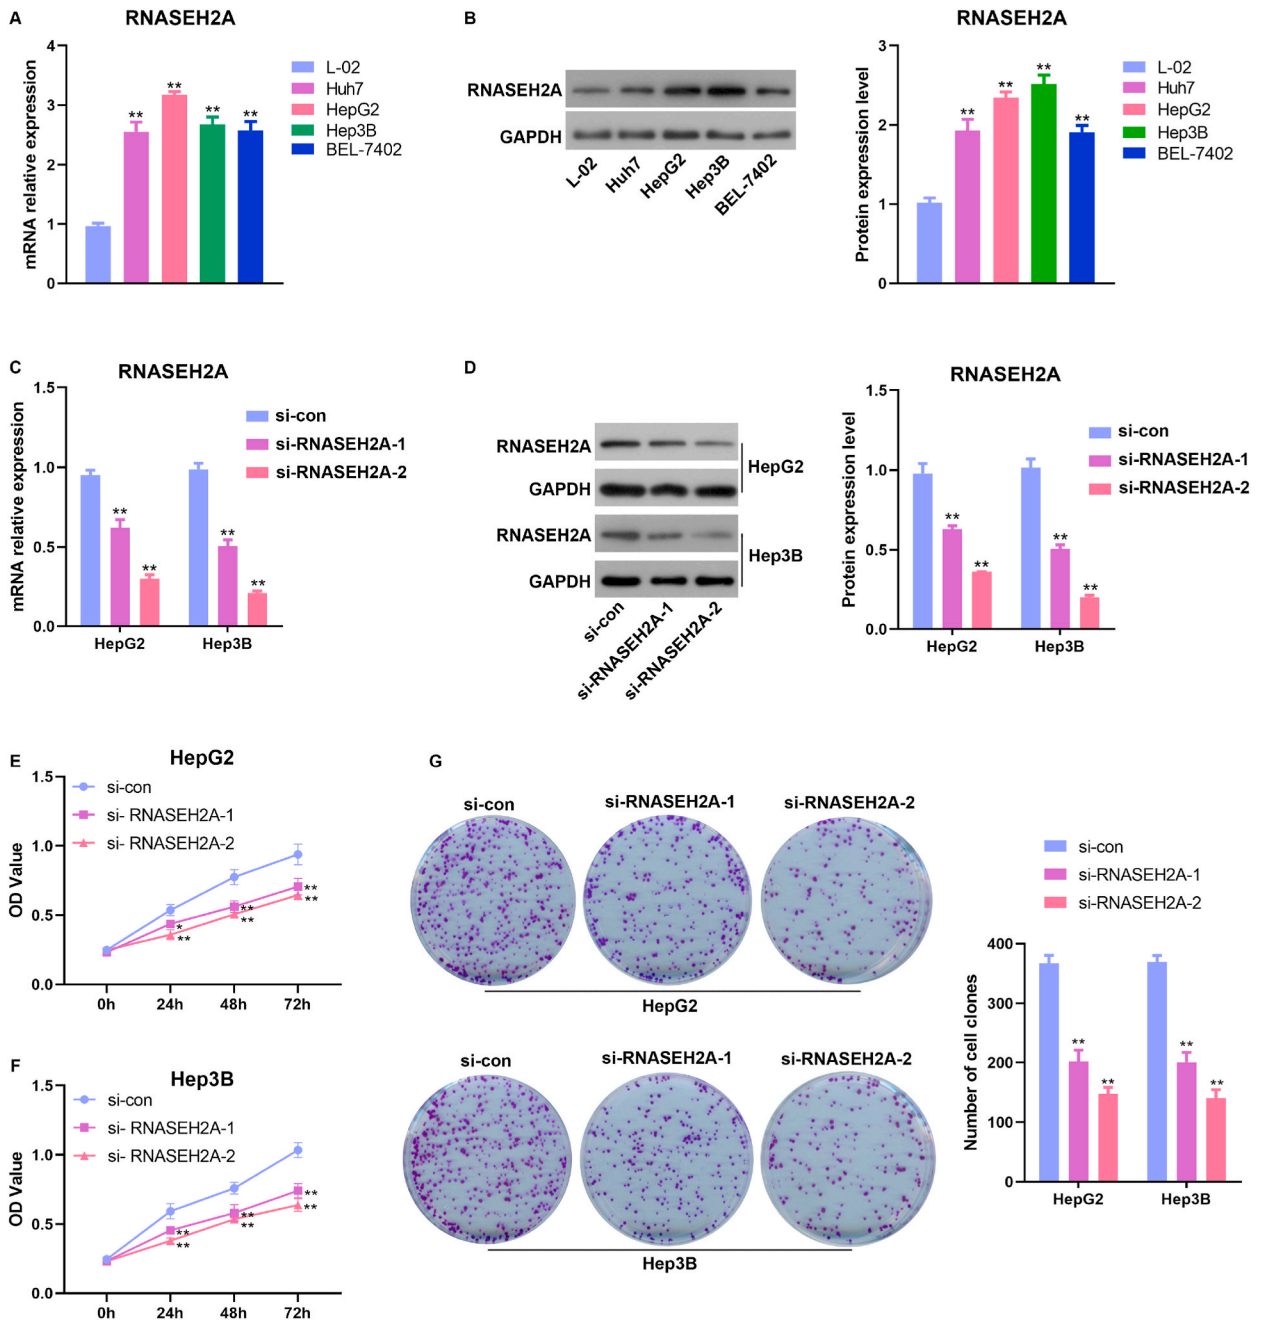 A
RNASEH2A
mRNA relative expression
4
3
2
1
0
**
**
**
**
L-02
Huh7
HepG2
Hep3B
BEL-7402
B
RNASEH2A
GAPDH
L-02
Huh7
HepG2
Hep3B
BEL-7402
RNASEH2A
Protein expression level
3
2
1
0
**
**
**
**
L-02
Huh7
HepG2
Hep3B
BEL-7402
C
RNASEH2A
mRNA relative expression
1.5
1.0
0.5
0.0
**
**
**
**
HepG2
Hep3B
si-con
si-RNASEH2A-1
si-RNASEH2A-2
D
RNASEH2A
GAPDH
HepG2
RNASEH2A
GAPDH
Hep3B
si-con
si-RNASEH2A-1
si-RNASEH2A-2
RNASEH2A
Protein expression level
1.5
1.0
0.5
0.0
**
**
**
**
HepG2
Hep3B
si-con
si-RNASEH2A-1
si-RNASEH2A-2
E
HepG2
OD Value
1.5
1.0
0.5
0.0
si-con
si- RNASEH2A-1
si- RNASEH2A-2
*
**
**
**
**
**
0h
24h
48h
72h
F
Hep3B
OD Value
1.5
1.0
0.5
0.0
si-con
si- RNASEH2A-1
si- RNASEH2A-2
**
**
**
**
**
**
0h
24h
48h
72h
G
si-con
si-RNASEH2A-1
si-RNASEH2A-2
HepG2
si-con
si-RNASEH2A-1
si-RNASEH2A-2
Hep3B
si-con
si-RNASEH2A-1
si-RNASEH2A-2
Number of cell clones
400
300
200
100
0
**
**
**
**
HepG2
Hep3B